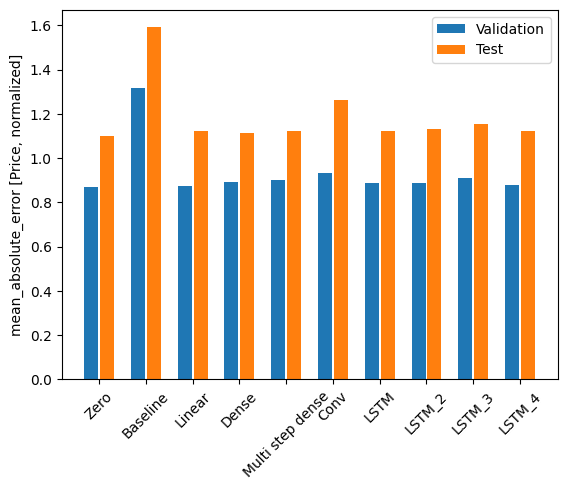 mean_absolute_error [Price, normalized]
1.6
1.4
1.2
1.0
0.8
0.6
0.4
0.2
0.0
Validation
Test
Zero
Baseline
Linear
Dense
Multi step dense
Conv
LSTM
LSTM_2
LSTM_3
LSTM_4